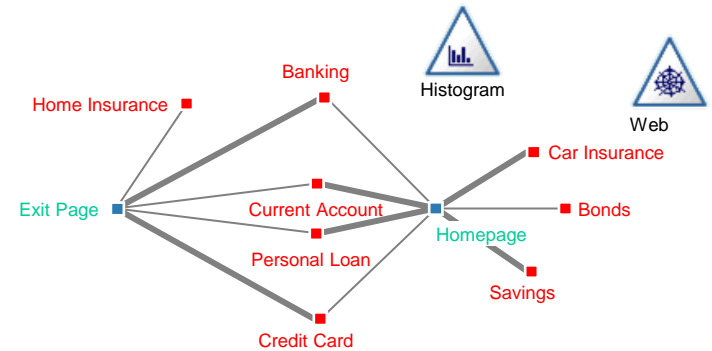 Banking
Histogram
Home Insurance
Web
Car Insurance
Exit Page
Current Account
Bonds
Homepage
Personal Loan
Savings
Credit Card